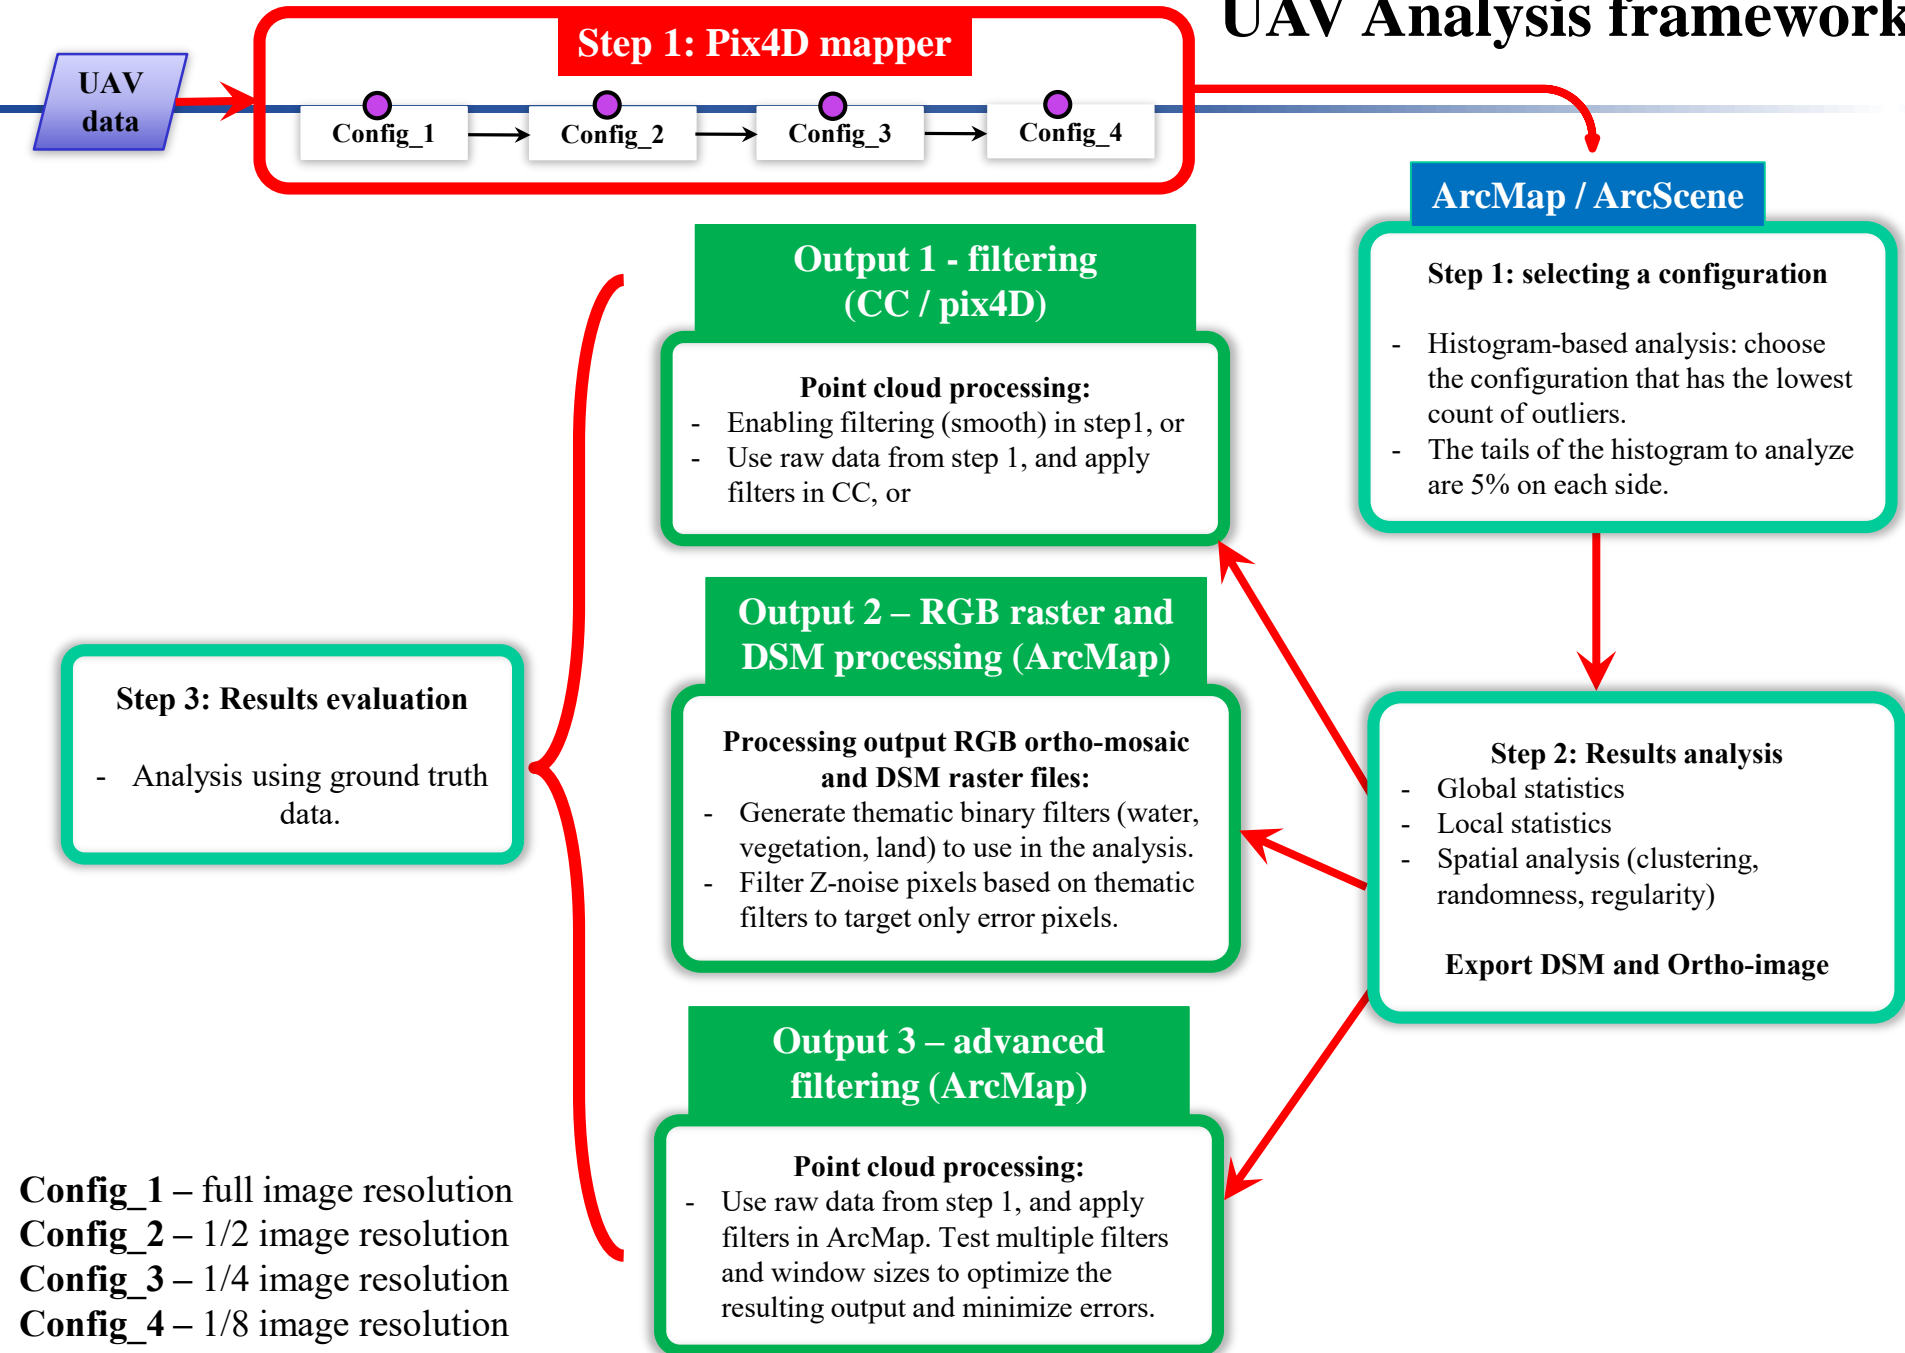 UAV Analysis framework
Step 1: Pix4D mapper
UAV
data
Config_1
Config_2
Config_3
Config_4
ArcMap / ArcScene
Step 1: selecting a configuration
- Histogram-based analysis: choose
the configuration that has the lowest
count of outliers.
- The tails of the histogram to analyze
are 5% on each side.
Output 1 - filtering
(CC / pix4D)
Point cloud processing:
- Enabling filtering (smooth) in step1, or
- Use raw data from step 1, and apply
filters in CC, or
Output 2 – RGB raster and
DSM processing (ArcMap)
Processing output RGB ortho-mosaic
and DSM raster files:
- Generate thematic binary filters (water,
vegetation, land) to use in the analysis.
- Filter Z-noise pixels based on thematic
filters to target only error pixels.
Step 2: Results analysis
- Global statistics
- Local statistics
- Spatial analysis (clustering,
randomness, regularity)
Export DSM and Ortho-image
Step 3: Results evaluation
- Analysis using ground truth
data.
Output 3 – advanced
filtering (ArcMap)
Point cloud processing:
- Use raw data from step 1, and apply
filters in ArcMap. Test multiple filters
and window sizes to optimize the
resulting output and minimize errors.
Config_1 – full image resolution
Config_2 – 1/2 image resolution
Config_3 – 1/4 image resolution
Config_4 – 1/8 image resolution